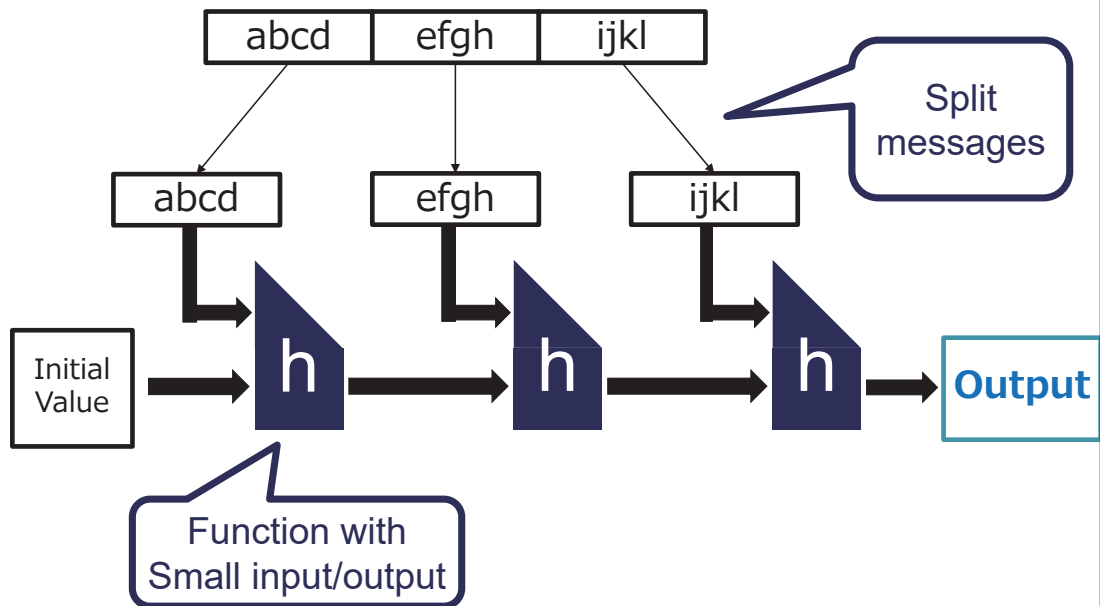 abcd efgh ijkl
Split
messages
abcd efgh ijkl
Initial
Value
h h h
Output
Function with
Small input/output